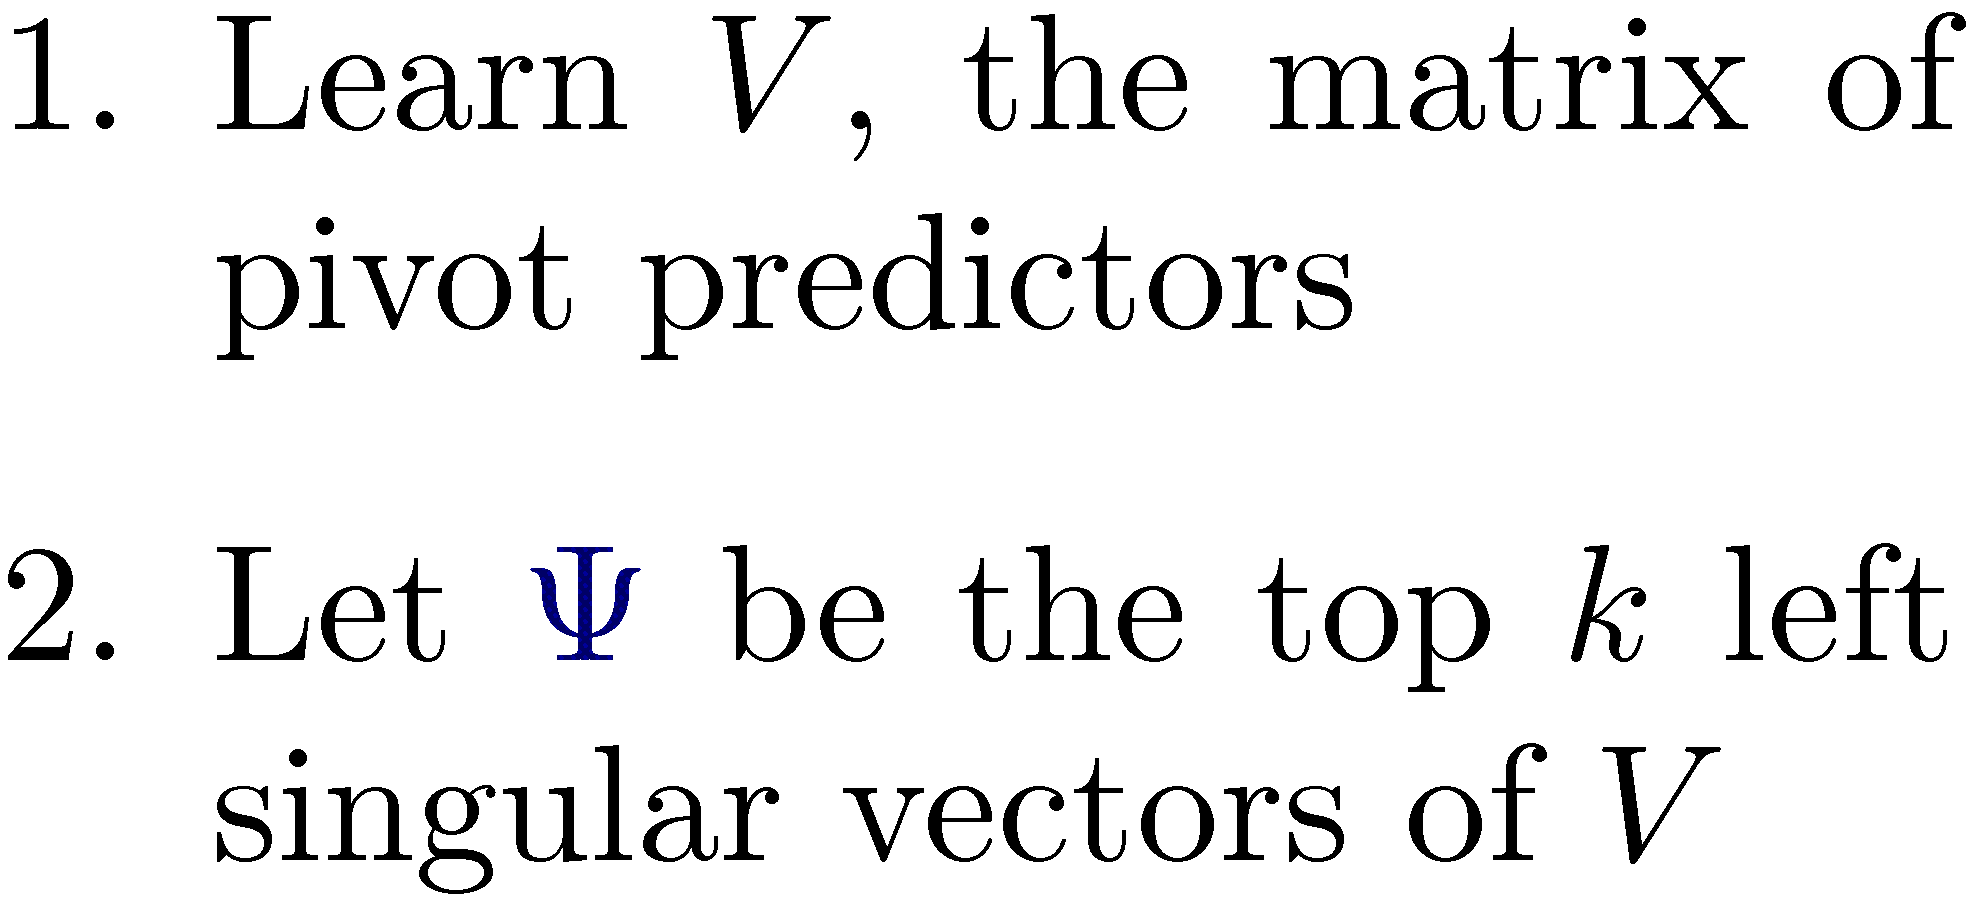 1. Learn V, the matrix of
pivot predictors
2. Let Ψ be the top k left
singular vectors of V